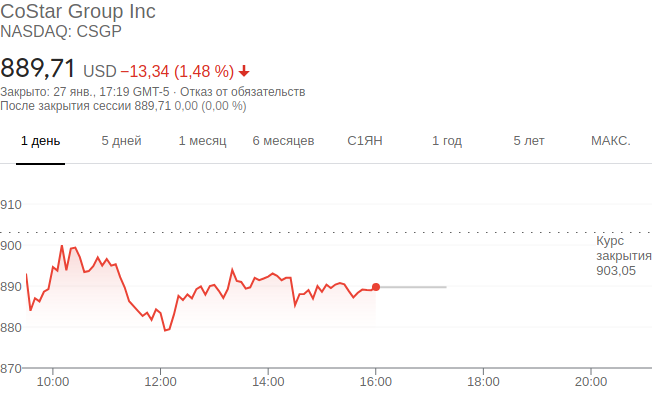 CoStar Group Inc
NASDAQ: CSGP
889,71 USD −13,34 (1,48 %)
Закрыто: 27 янв., 17:19 GMT-5 · Отказ от обязательств
После закрытия сессии 889,71 0,00 (0,00 %)
1 день 5 дней 1 месяц 6 месяцев С1ЯН 1 год 5 лет МАКС.
910
900
890
880
870
Курс
закрытия
903,05
10:00 12:00 14:00 16:00 18:00 20:00